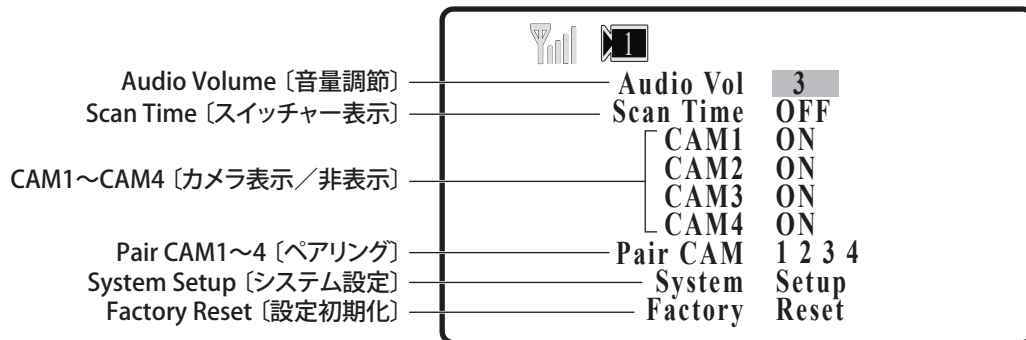 1
Audio Volume〔音量調節〕 Audio Vol 3
Scan Time〔スイッチャー表示〕 Scan Time OFF
CAM1 ON
CAM2 ON
CAM1～CAM4〔カメラ表示／非表示〕
CAM3 ON
CAM4 ON
Pair CAM1～4〔ペアリング〕 Pair CAM 1 2 3 4
System Setup〔システム設定〕 System Setup
Factory Reset〔設定初期化〕 Factory Reset